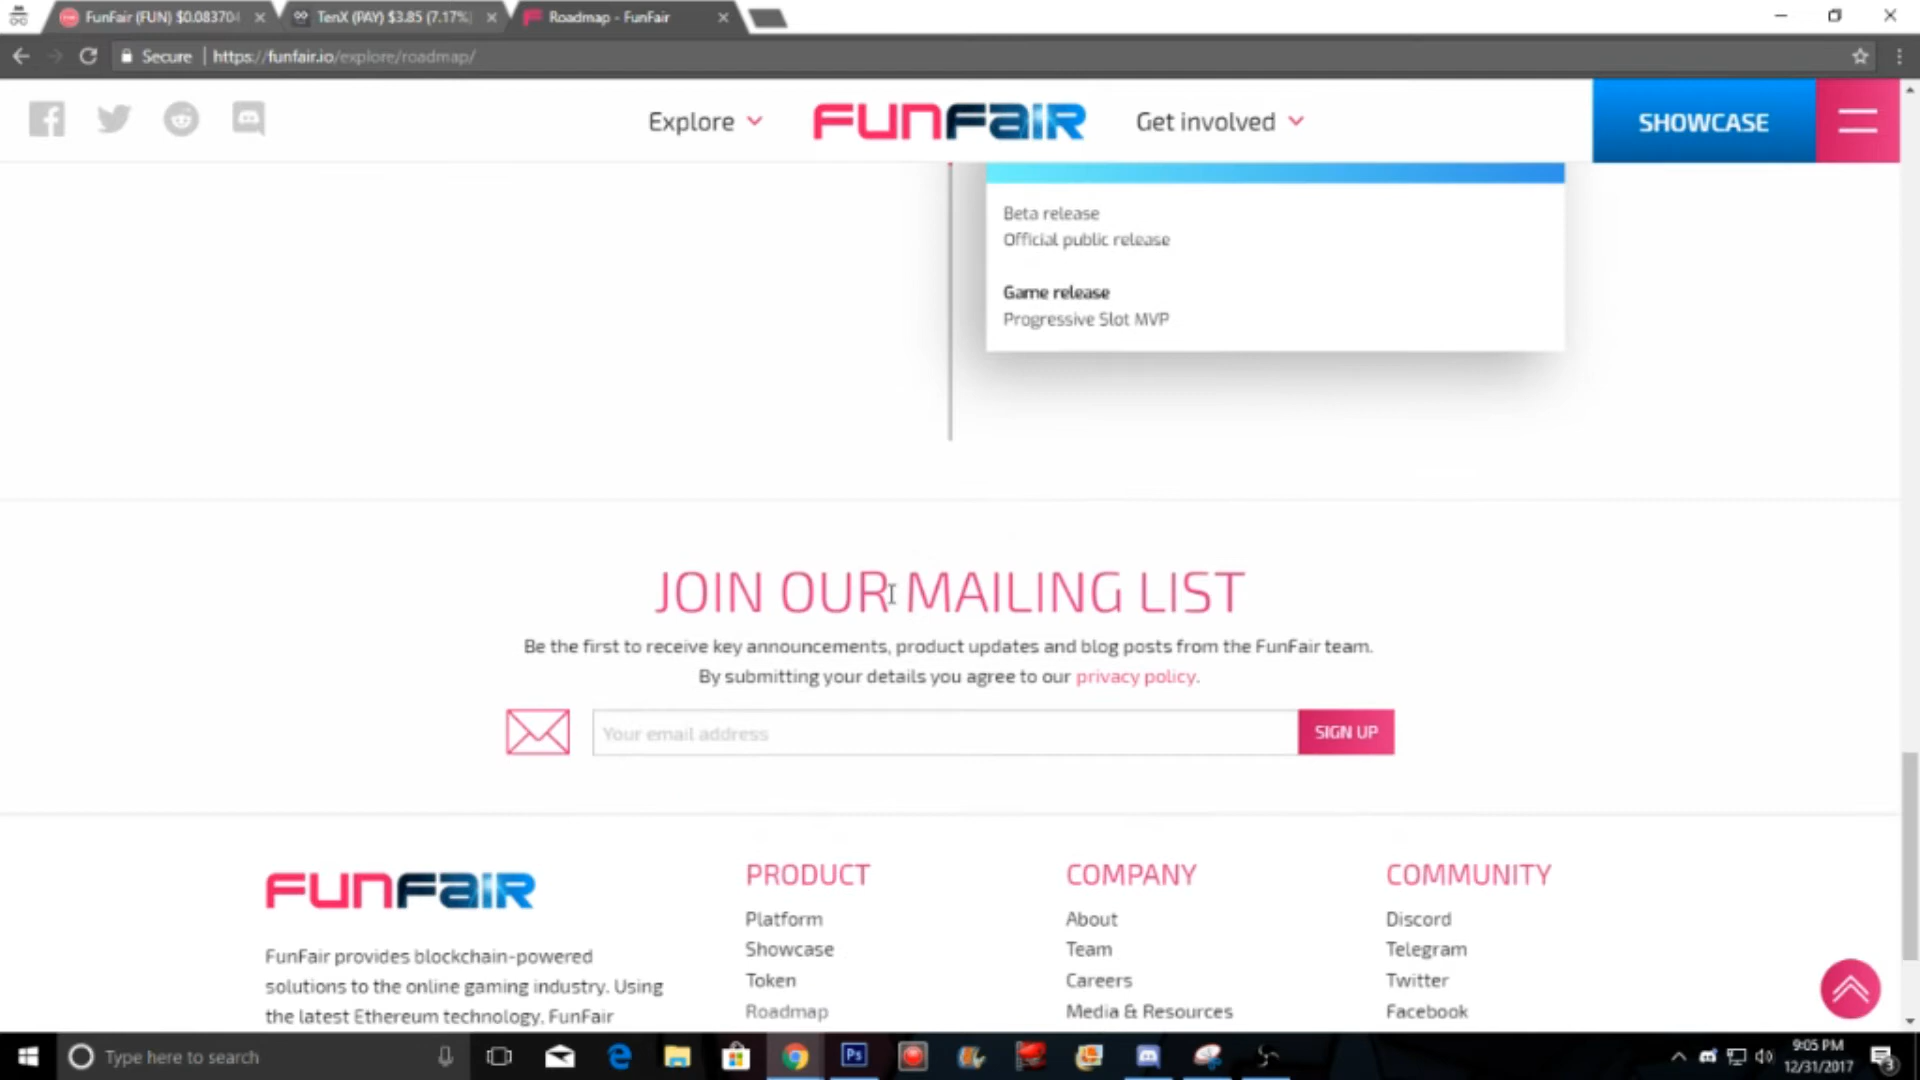 FunFair (FUN) $0.083704
TenX (PAY) $3.85 (7.17%
Roadmap - FunFair
Secure
https://funfair.io/explore/roadmap/
Explore
FUNFAIR
Get involved
SHOWCASE
Beta release
Official public release
Game release
Progressive Slot MVP
JOIN OUR MAILING LIST
Be the first to receive key announcements, product updates and blog posts from the FunFair team.
By submitting your details you agree to our privacy policy.
Your email address
SIGN UP
FUNFAIR
FunFair provides blockchain-powered
solutions to the online gaming industry. Using
the latest Ethereum technology, FunFair
PRODUCT
Platform
Showcase
Token
Roadmap
COMPANY
About
Team
Careers
Media & Resources
COMMUNITY
Discord
Telegram
Twitter
Facebook
Type here to search
Ps
9:05 PM
12/31/2017
3